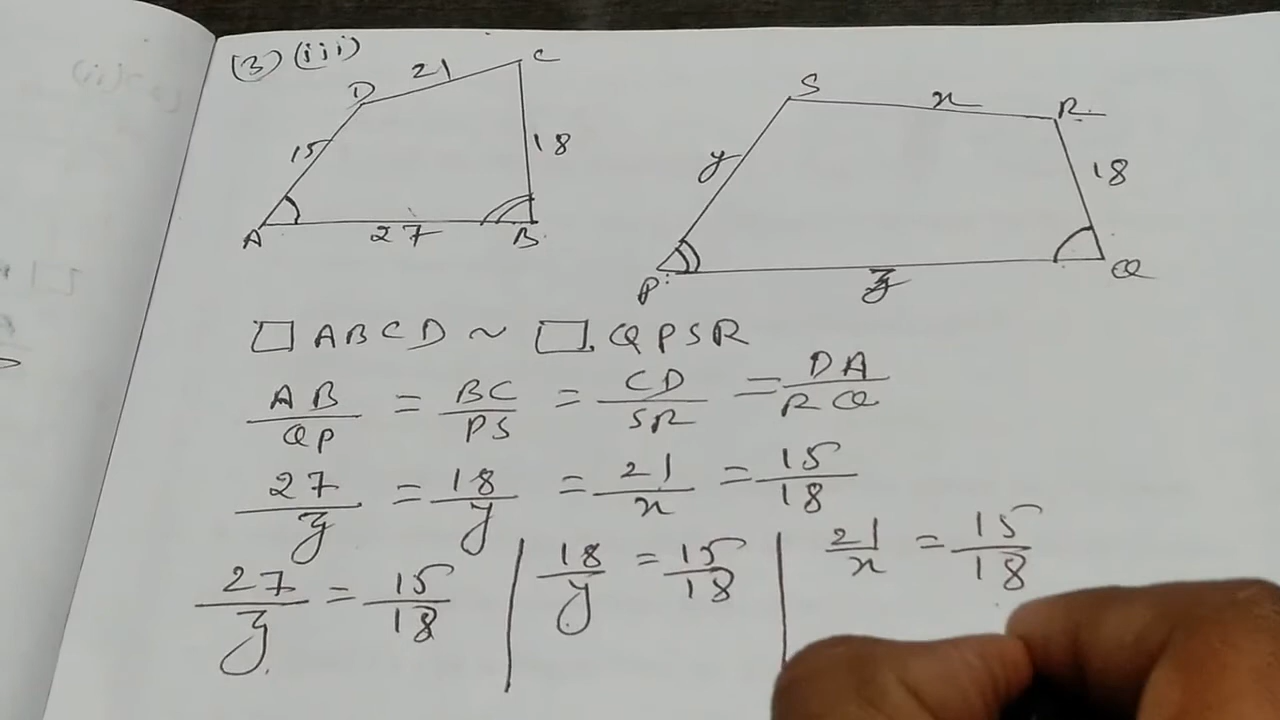 (3) (iii)
D 21 C
15 18
A 27 B
S x R
y 18
P z Q
□ ABCD ~ □ QPSR
AB/QP = BC/PS = CD/SR = DA/RQ
27/z = 18/y = 21/x = 15/18
27/z = 15/18 | 18/y = 15/18 | 21/x = 15/18